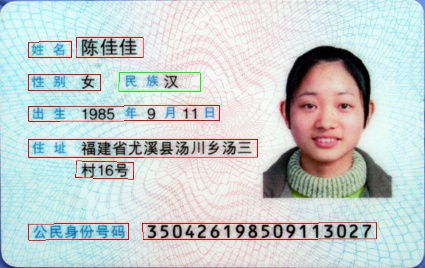 姓名 陈佳佳
性别 女 民族 汉
出生 1985 年 9 月 11 日
住址 福建省尤溪县汤川乡汤三
村16号
公民身份号码 350426198509113027